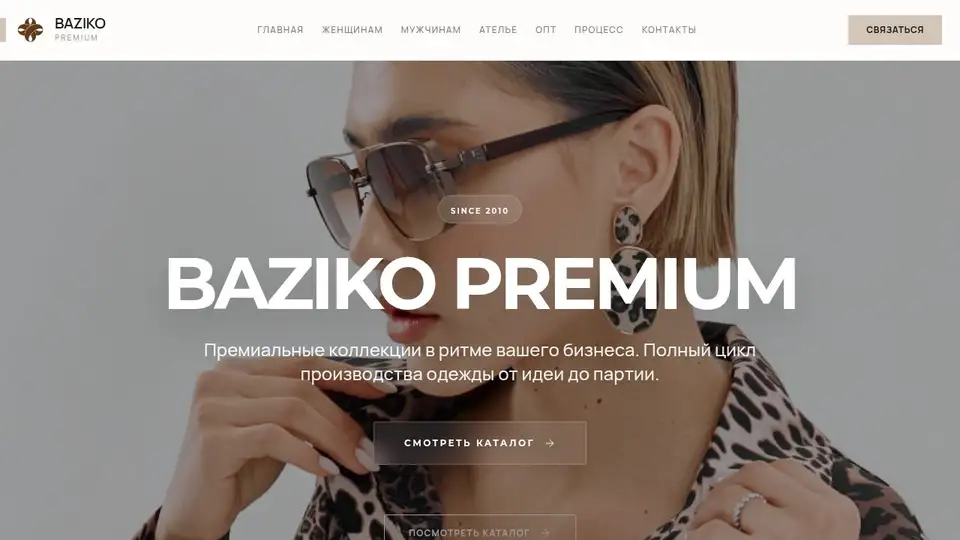 BAZIKO
PREMIUM
ГЛАВНАЯ ЖЕНЩИНАМ МУЖЧИНАМ АТЕЛЬЕ ОПТ ПРОЦЕСС КОНТАКТЫ
СВЯЗАТЬСЯ
SINCE 2010
BAZIKO PREMIUM
Премиальные коллекции в ритме вашего бизнеса. Полный цикл
производства одежды от идеи до партии.
СМОТРЕТЬ КАТАЛОГ →
ПОСМОТРЕТЬ КАТАЛОГ →